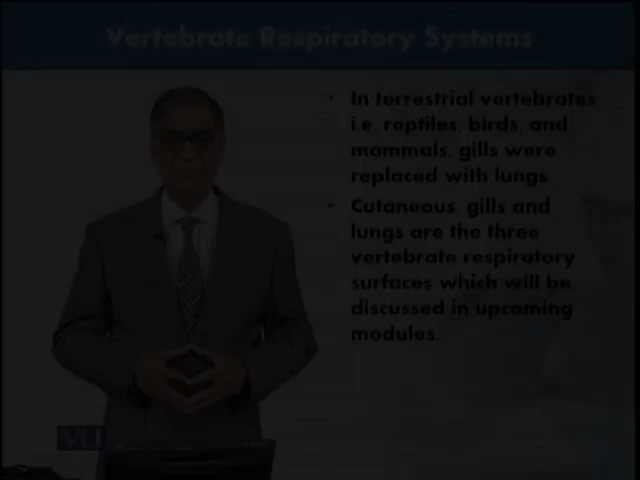 Vertebrate Respiratory Systems
• In terrestrial vertebrates
i.e. reptiles, birds, and
mammals, gills were
replaced with lungs
• Cutaneous, gills and
lungs are the three
vertebrate respiratory
surfaces which will be
discussed in upcoming
modules.
VU